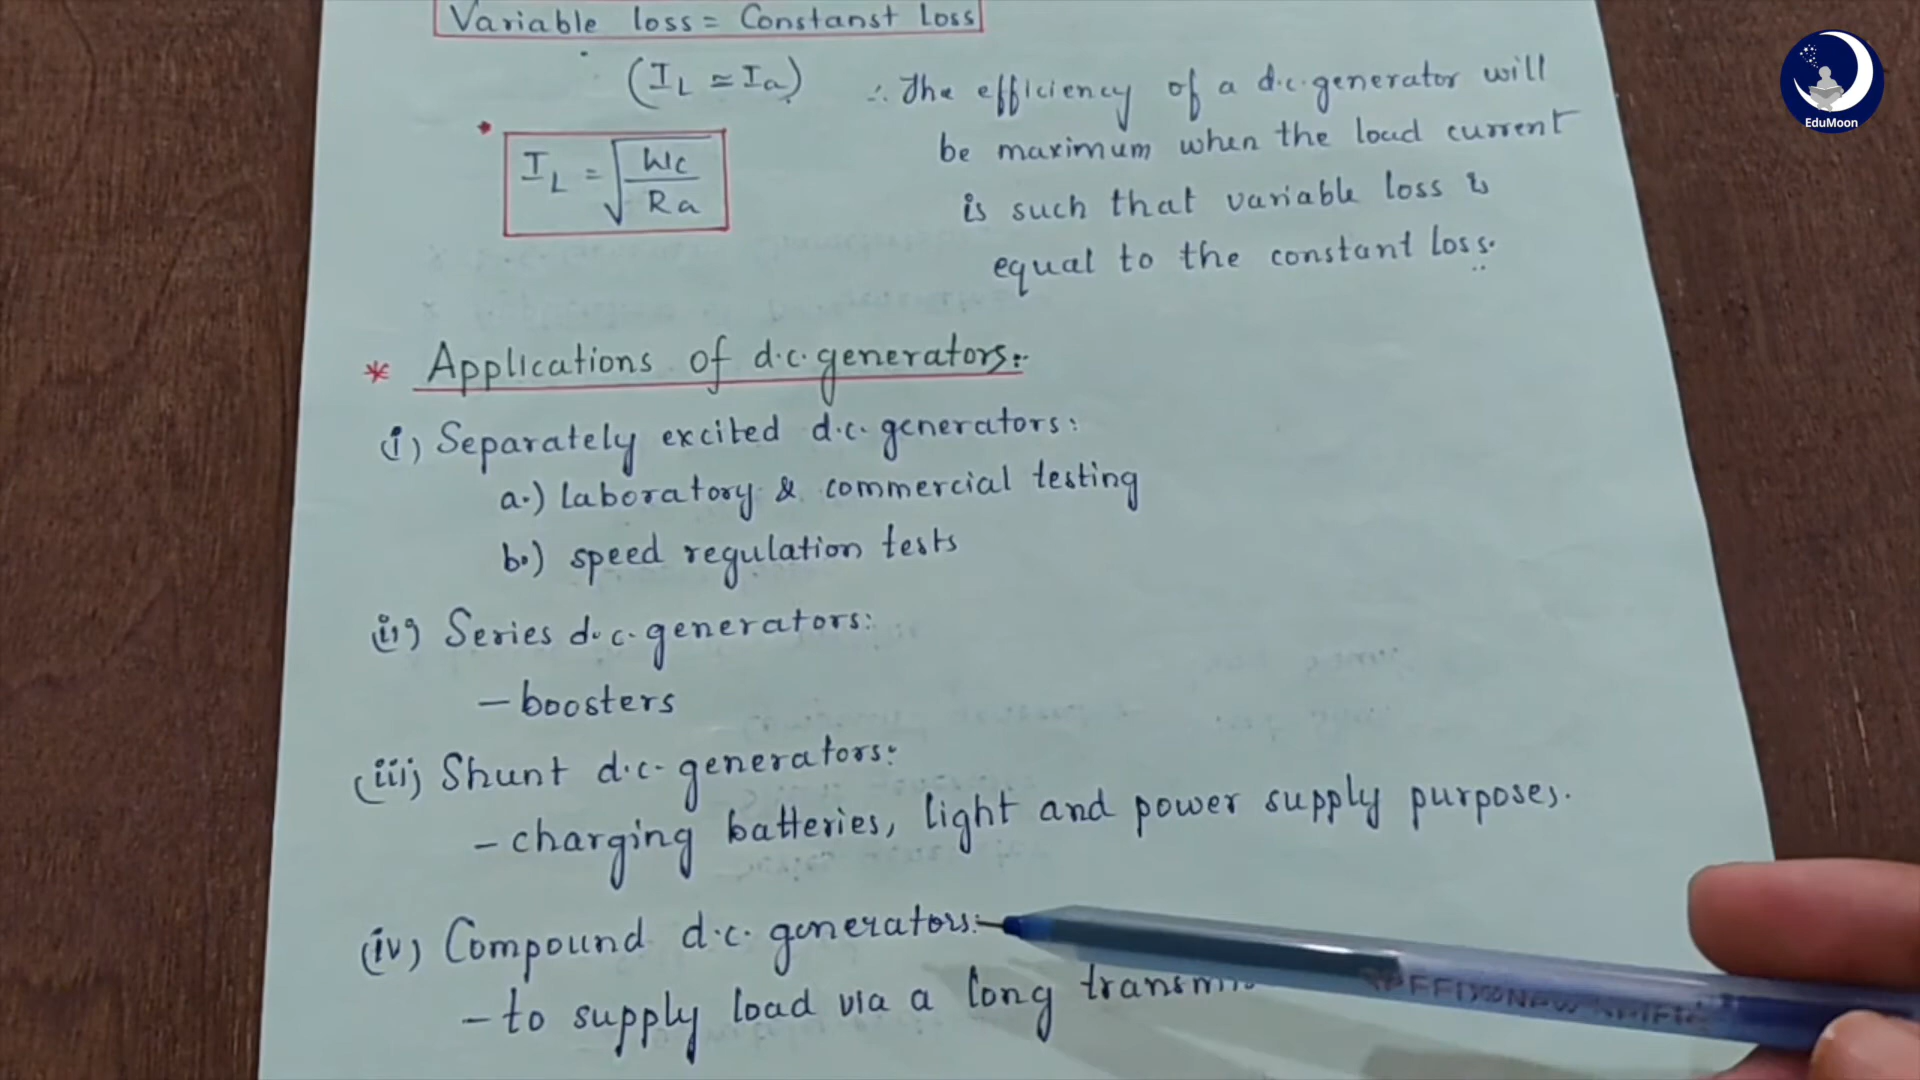 Variable loss = Constanst Loss
(IL ≃ Ia)
∴ The efficiency of a d.c. generator will
be maximum when the load current
is such that variable loss is
equal to the constant loss.
IL = √(Wc / Ra)
* Applications of d.c. generators:-
(i) Separately excited d.c. generators:
a.) laboratory & commercial testing
b.) speed regulation tests
(ii) Series d.c. generators:
- boosters
(iii) Shunt d.c. generators:
- charging batteries, light and power supply purposes.
(iv) Compound d.c. generators:-
- to supply load via a long
EduMoon